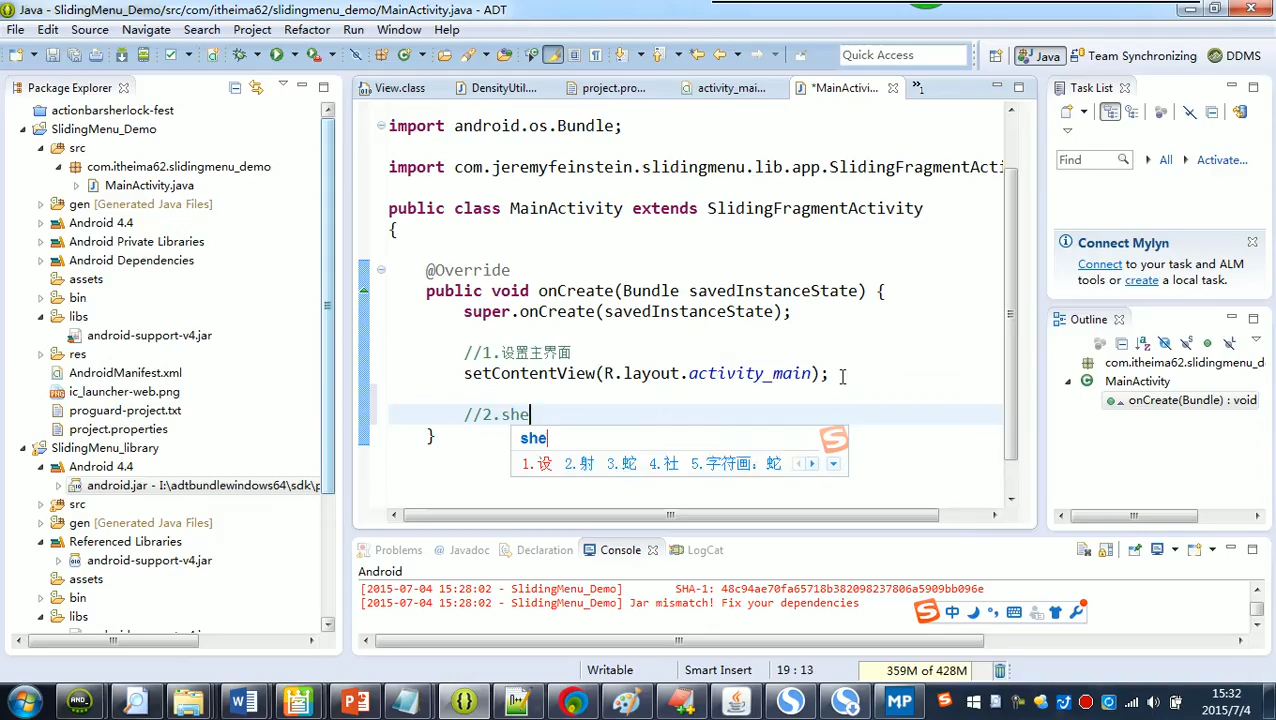 Java - SlidingMenu_Demo/src/com/itheima62/slidingmenu_demo/MainActivity.java - ADT
File Edit Source Navigate Search Project Refactor Run Window Help
Quick Access
Java
Team Synchronizing
DDMS
Package Explorer
actionbarsherlock-fest
SlidingMenu_Demo
src
com.itheima62.slidingmenu_demo
MainActivity.java
gen [Generated Java Files]
Android 4.4
Android Private Libraries
Android Dependencies
assets
bin
libs
android-support-v4.jar
res
AndroidManifest.xml
ic_launcher-web.png
proguard-project.txt
project.properties
SlidingMenu_library
Android 4.4
android.jar - I:\adtbundlewindows64\sdk\p
src
gen [Generated Java Files]
Referenced Libraries
android-support-v4.jar
assets
bin
libs
android-support-v4.jar
View.class
DensityUtil....
project.pro...
activity_mai...
*MainActivi...
»1
import android.os.Bundle;
import com.jeremyfeinstein.slidingmenu.lib.app.SlidingFragmentActi
public class MainActivity extends SlidingFragmentActivity
{
@Override
public void onCreate(Bundle savedInstanceState) {
super.onCreate(savedInstanceState);
//1.设置主界面
setContentView(R.layout.activity_main);
//2.she
}
she
1.设 2.射 3.蛇 4.社 5.字符画：蛇
Task List
Find
All
Activate...
Connect Mylyn
Connect to your task and ALM
tools or create a local task.
Outline
com.itheima62.slidingmenu_d
MainActivity
onCreate(Bundle) : void
Problems
Javadoc
Declaration
Console
LogCat
Android
[2015-07-04 15:28:02 - SlidingMenu_Demo] SHA-1: 48c94ae70fa65718b382098237806a5909bb096e
[2015-07-04 15:28:02 - SlidingMenu_Demo] Jar mismatch! Fix your dependencies
中
Writable
Smart Insert
19 : 13
359M of 428M
AND_
MP
15:32
2015/7/4